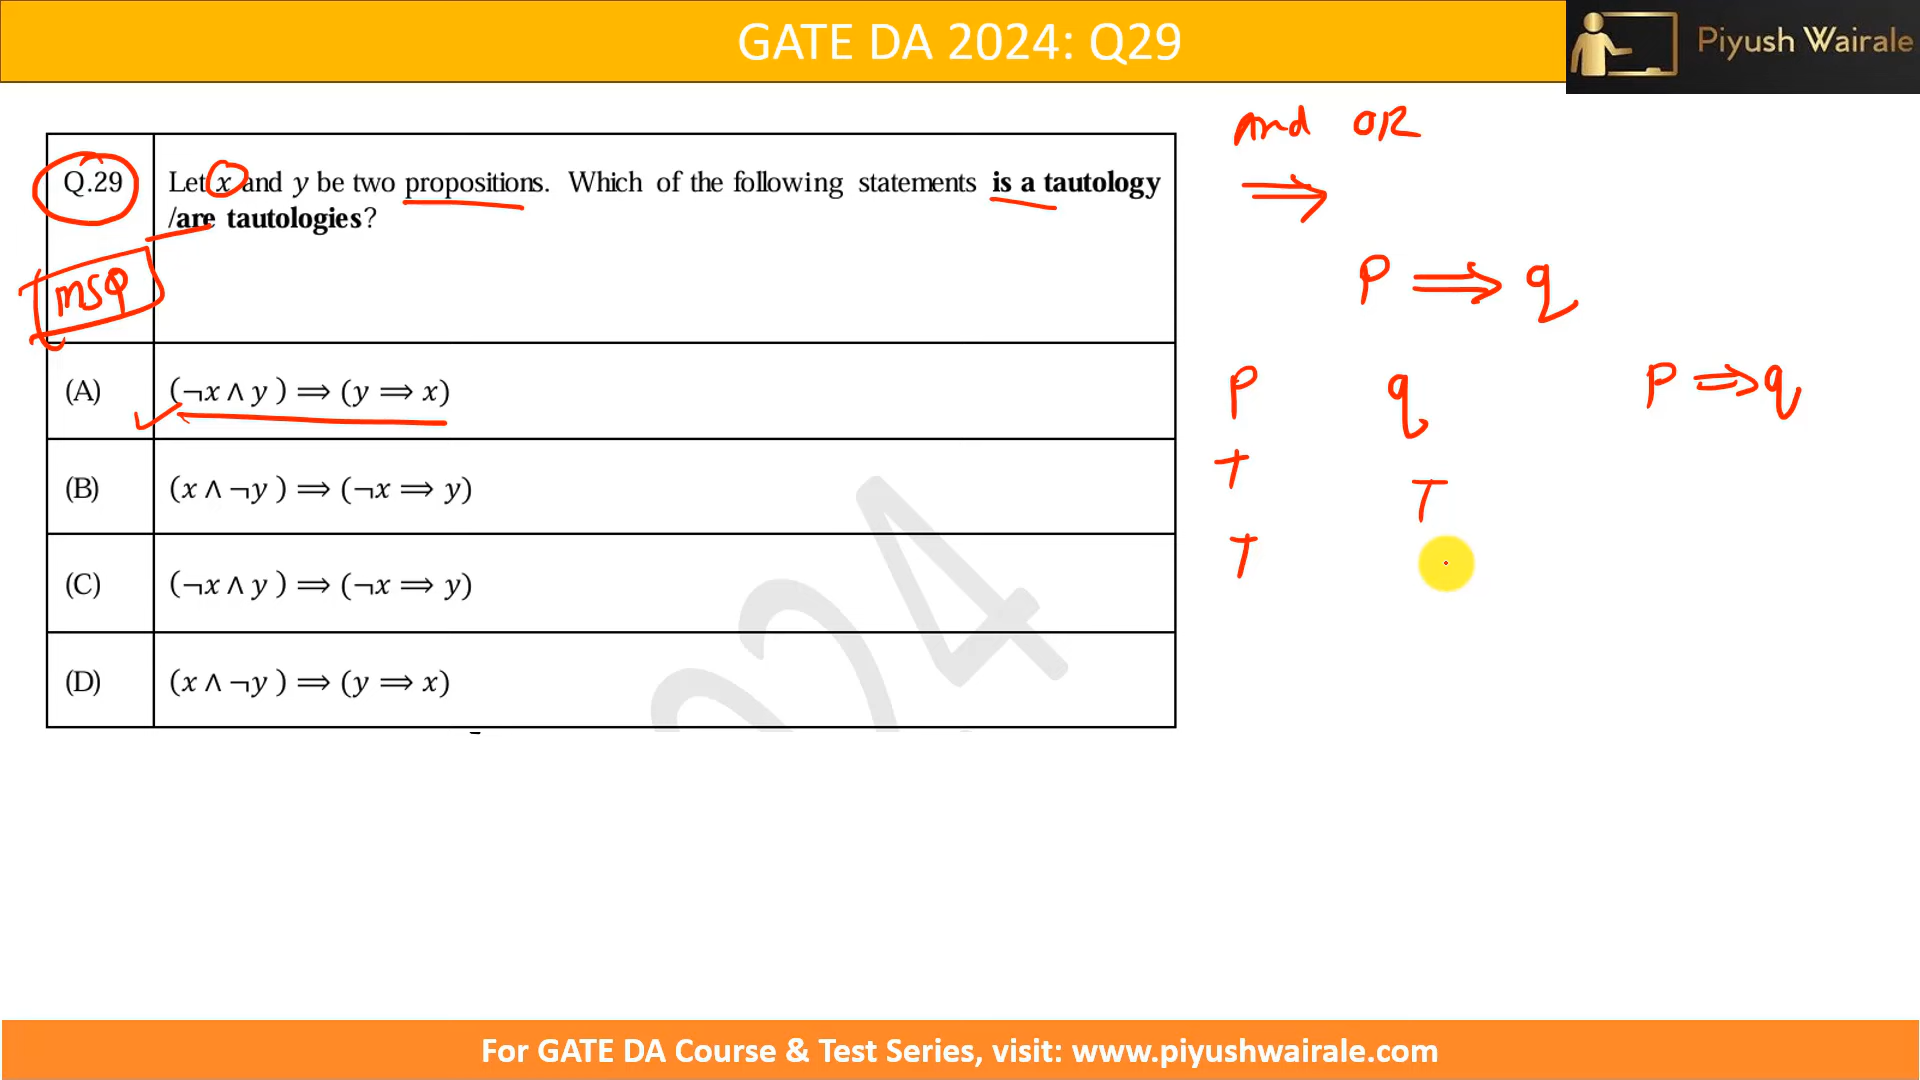 GATE DA 2024: Q29
Piyush Wairale
Q.29
Let x and y be two propositions. Which of the following statements is a tautology
/are tautologies?
MSQ
(A) (¬x ∧ y ) ⟹ (y ⟹ x)
(B) (x ∧ ¬y ) ⟹ (¬x ⟹ y)
(C) (¬x ∧ y ) ⟹ (¬x ⟹ y)
(D) (x ∧ ¬y ) ⟹ (y ⟹ x)
And OR
⟹
P ⟹ q
P q P ⟹ q
T T
T
24
For GATE DA Course & Test Series, visit: www.piyushwairale.com